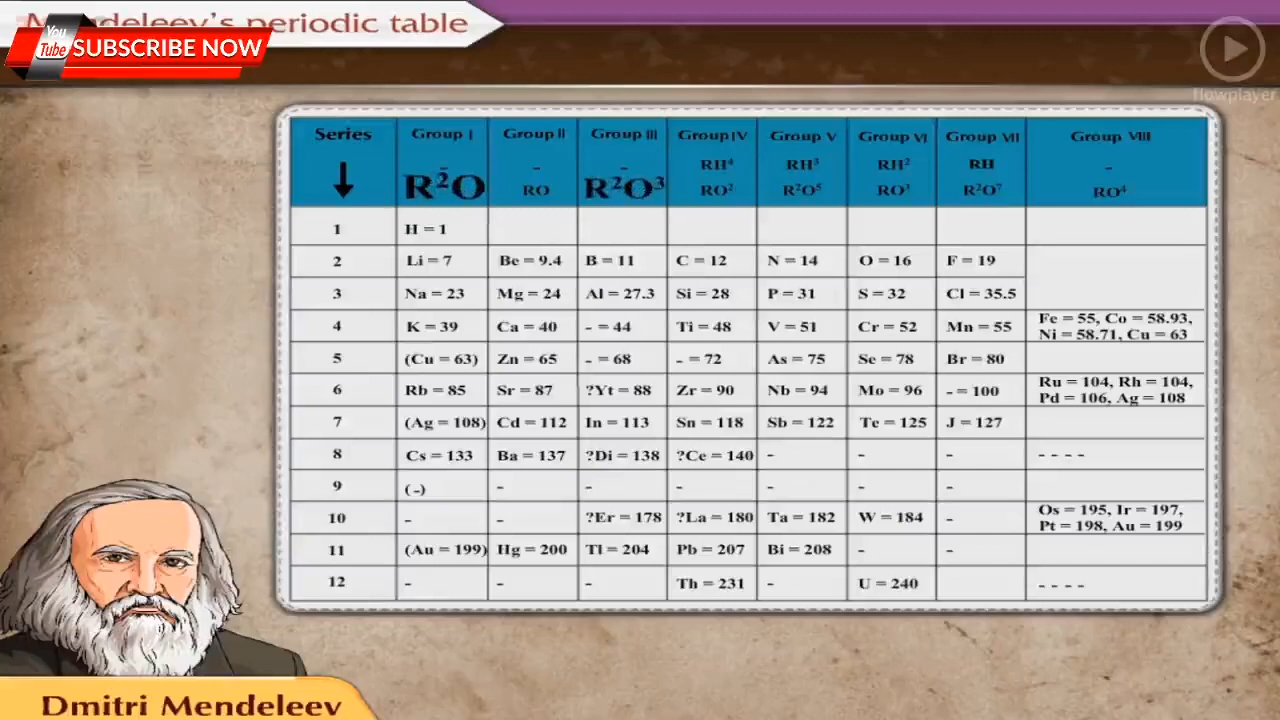 Mendeleev's periodic table
You
Tube
SUBSCRIBE NOW
flowplayer
Series Group I Group II Group III Group IV Group V Group VI Group VII Group VIII
- - - RH⁴ RH³ RH² RH -
R²O RO R²O³ RO² R²O⁵ RO³ R²O⁷ RO⁴
1 H = 1
2 Li = 7 Be = 9.4 B = 11 C = 12 N = 14 O = 16 F = 19
3 Na = 23 Mg = 24 Al = 27.3 Si = 28 P = 31 S = 32 Cl = 35.5
4 K = 39 Ca = 40 - = 44 Ti = 48 V = 51 Cr = 52 Mn = 55 Fe = 55, Co = 58.93,
Ni = 58.71, Cu = 63
5 (Cu = 63) Zn = 65 - = 68 - = 72 As = 75 Se = 78 Br = 80
6 Rb = 85 Sr = 87 ?Yt = 88 Zr = 90 Nb = 94 Mo = 96 - = 100 Ru = 104, Rh = 104,
Pd = 106, Ag = 108
7 (Ag = 108) Cd = 112 In = 113 Sn = 118 Sb = 122 Te = 125 J = 127
8 Cs = 133 Ba = 137 ?Di = 138 ?Ce = 140 - - - - - - -
9 (-) - - - - - -
10 - - ?Er = 178 ?La = 180 Ta = 182 W = 184 - Os = 195, Ir = 197,
Pt = 198, Au = 199
11 (Au = 199) Hg = 200 Tl = 204 Pb = 207 Bi = 208 - -
12 - - - Th = 231 - U = 240 - - - -
Dmitri Mendeleev